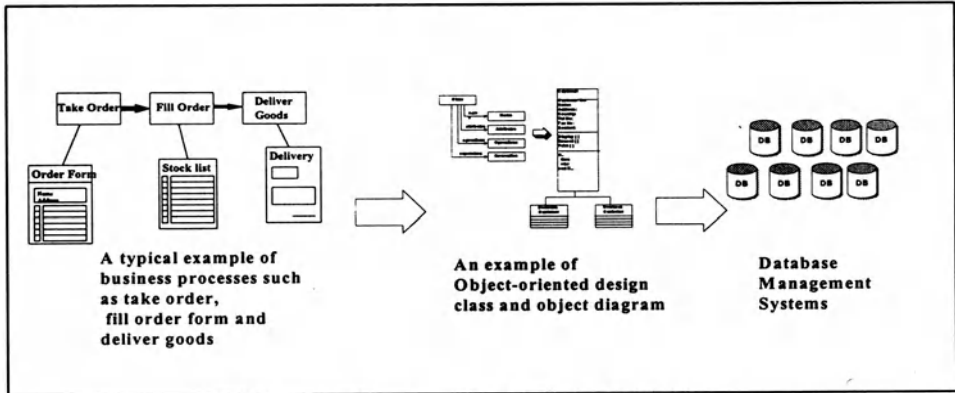 Take Order
Fill Order
Deliver
Goods
Order Form
Name
Address
Stock list
Delivery
A typical example of
business processes such
as take order,
fill order form and
deliver goods
An example of
Object-oriented design
class and object diagram
DB
DB
DB
DB
DB
DB
DB
DB
Database
Management
Systems